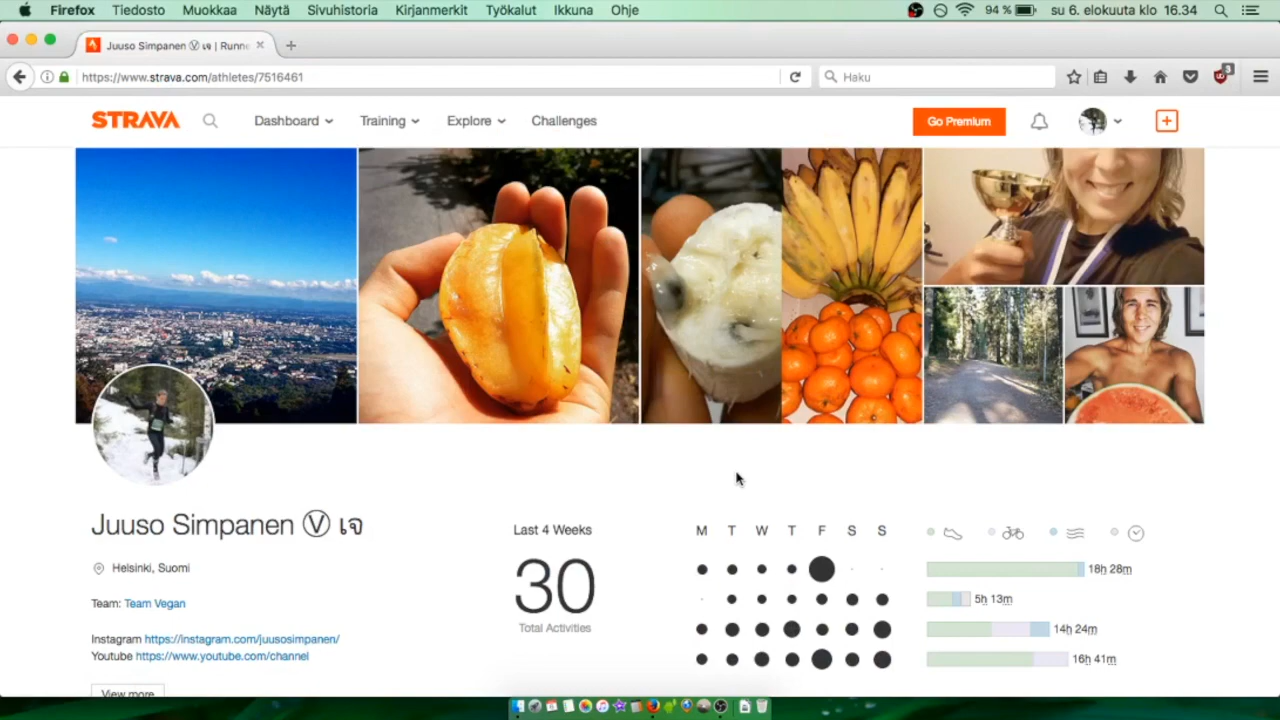 Firefox Tiedosto Muokkaa Näytä Sivuhistoria Kirjanmerkit Työkalut Ikkuna Ohje 94 % su 6. elokuuta klo 16.34
Juuso Simpanen Ⓥ เจ | Runne
https://www.strava.com/athletes/7516461 Haku 3
STRAVA Dashboard Training Explore Challenges Go Premium
Juuso Simpanen Ⓥ เจ
Helsinki, Suomi
Team: Team Vegan
Instagram https://instagram.com/juusosimpanen/
Youtube https://www.youtube.com/channel
View more
Last 4 Weeks
30
Total Activities
M T W T F S S
18h 28m
5h 13m
14h 24m
16h 41m